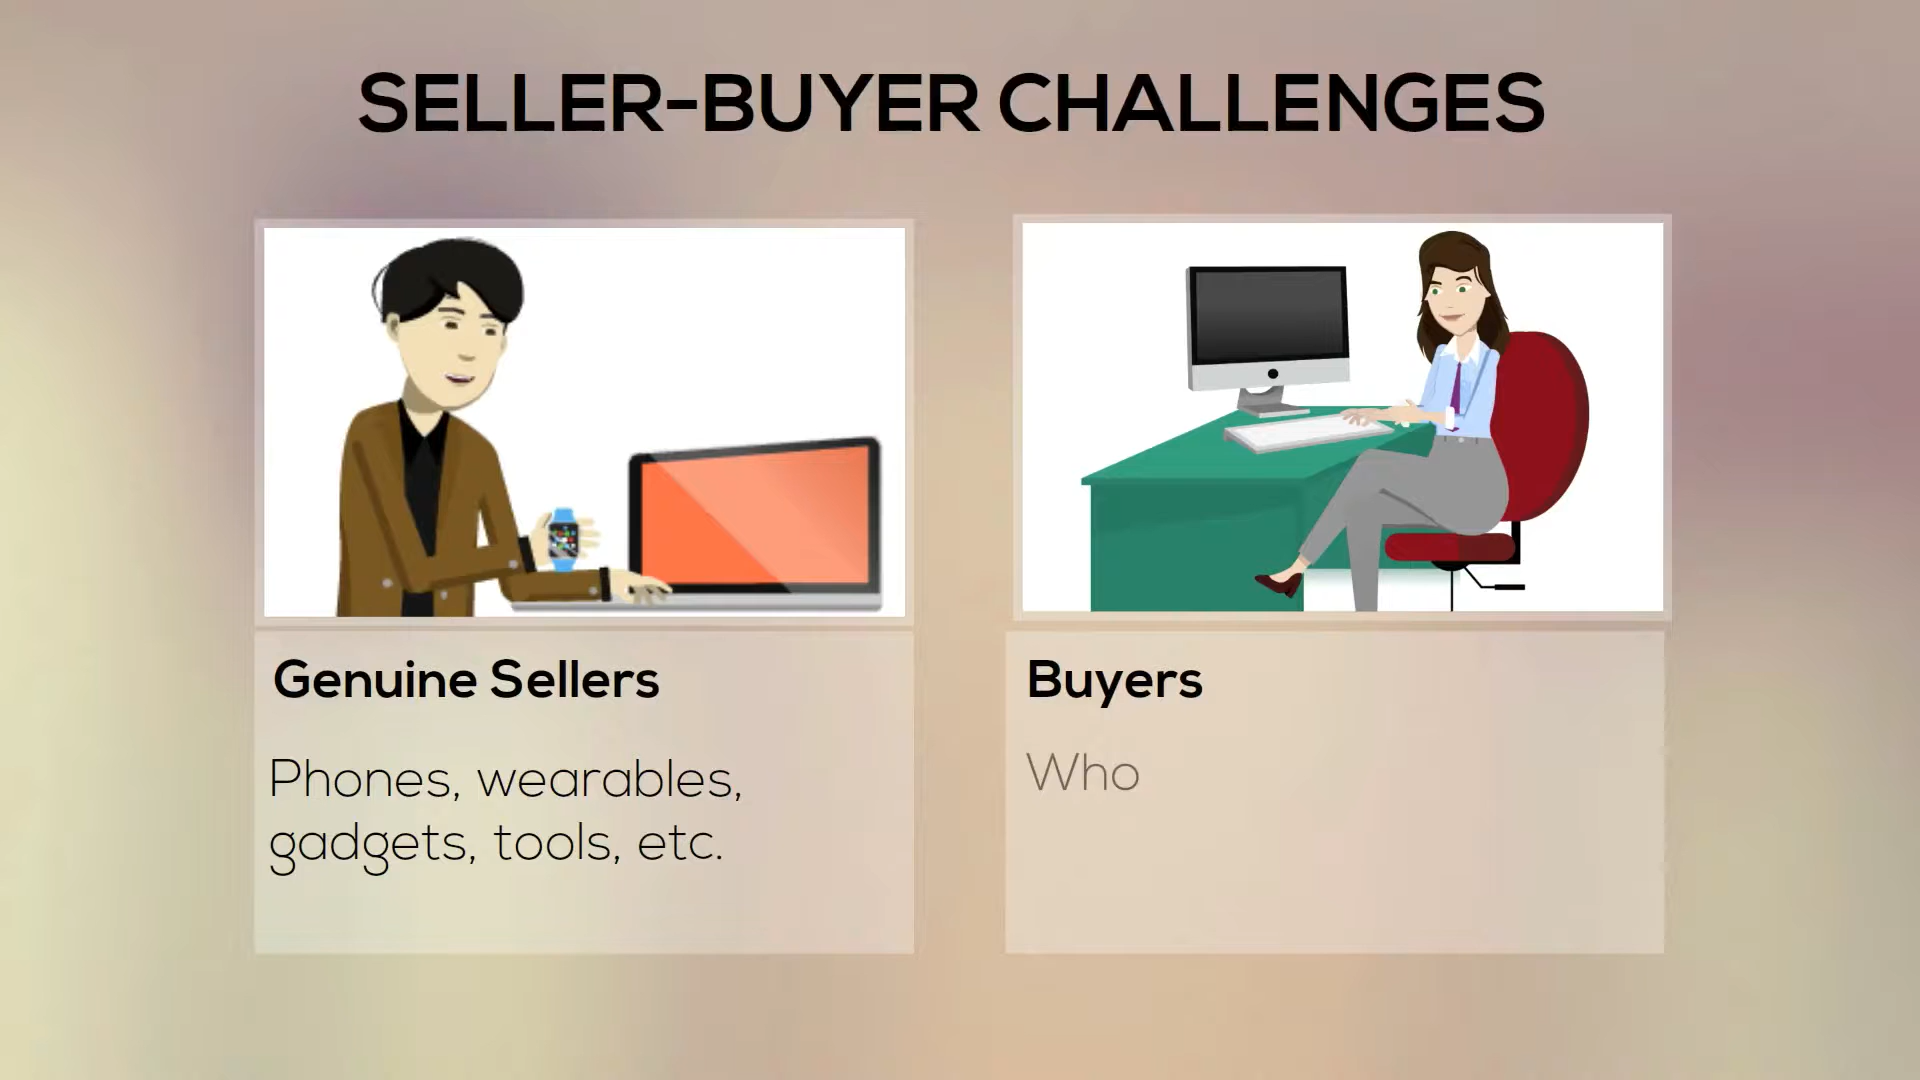 SELLER-BUYER CHALLENGES
Genuine Sellers
Phones, wearables,
gadgets, tools, etc.
Buyers
Who